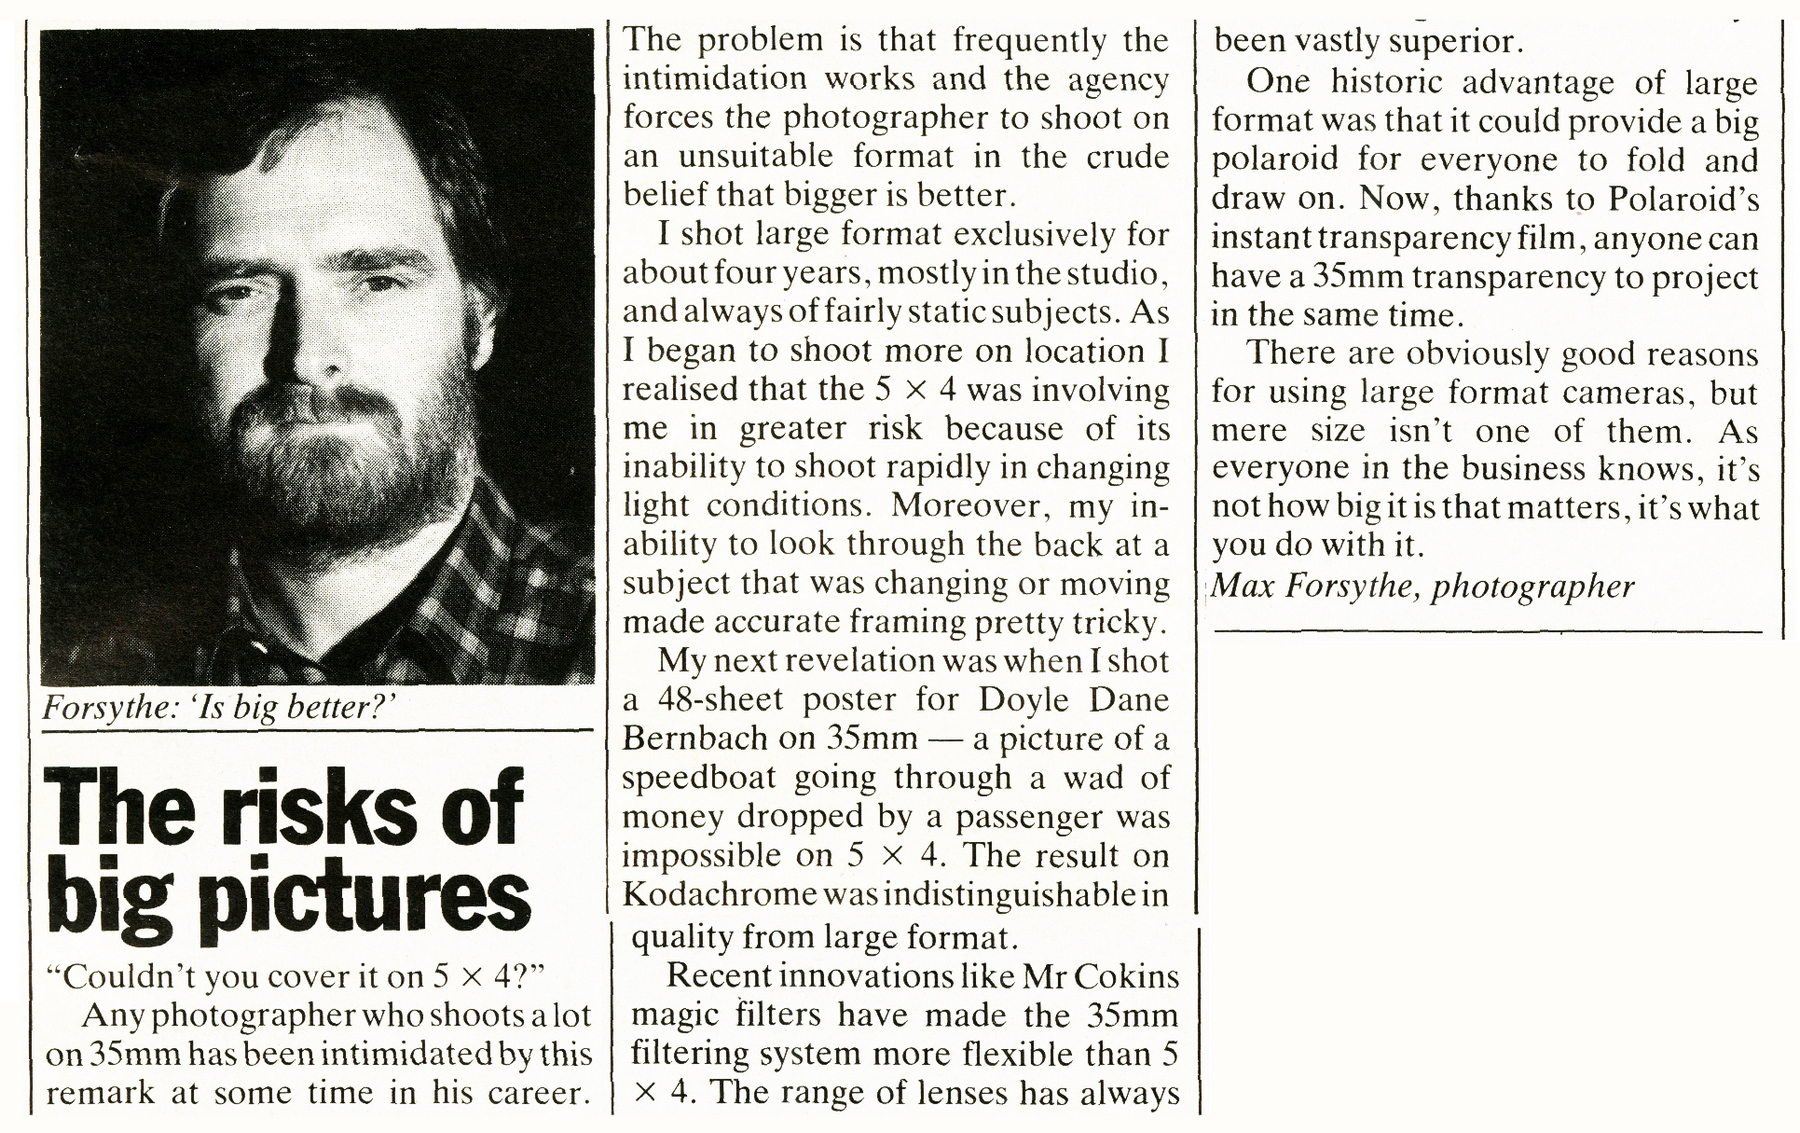 Forsythe: ‘Is big better?’
The risks of
big pictures
“Couldn’t you cover it on 5 × 4?”
Any photographer who shoots a lot
on 35mm has been intimidated by this
remark at some time in his career.
The problem is that frequently the
intimidation works and the agency
forces the photographer to shoot on
an unsuitable format in the crude
belief that bigger is better.
I shot large format exclusively for
about four years, mostly in the studio,
and always of fairly static subjects. As
I began to shoot more on location I
realised that the 5 × 4 was involving
me in greater risk because of its
inability to shoot rapidly in changing
light conditions. Moreover, my in-
ability to look through the back at a
subject that was changing or moving
made accurate framing pretty tricky.
My next revelation was when I shot
a 48-sheet poster for Doyle Dane
Bernbach on 35mm — a picture of a
speedboat going through a wad of
money dropped by a passenger was
impossible on 5 × 4. The result on
Kodachrome was indistinguishable in
quality from large format.
Recent innovations like Mr Cokins
magic filters have made the 35mm
filtering system more flexible than 5
× 4. The range of lenses has always
been vastly superior.
One historic advantage of large
format was that it could provide a big
polaroid for everyone to fold and
draw on. Now, thanks to Polaroid’s
instant transparency film, anyone can
have a 35mm transparency to project
in the same time.
There are obviously good reasons
for using large format cameras, but
mere size isn’t one of them. As
everyone in the business knows, it’s
not how big it is that matters, it’s what
you do with it.
Max Forsythe, photographer